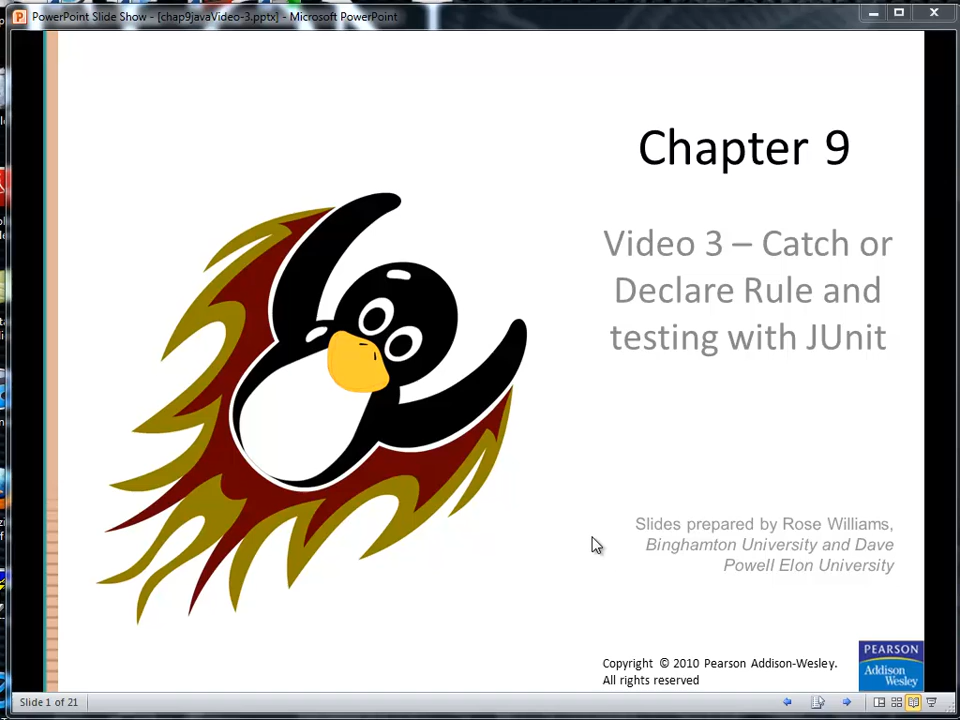 PowerPoint Slide Show - [chap9javaVideo-3.pptx] - Microsoft PowerPoint
Chapter 9
Video 3 – Catch or
Declare Rule and
testing with JUnit
Slides prepared by Rose Williams,
Binghamton University and Dave
Powell Elon University
Copyright © 2010 Pearson Addison-Wesley.
All rights reserved
PEARSON
Addison
Wesley
Slide 1 of 21